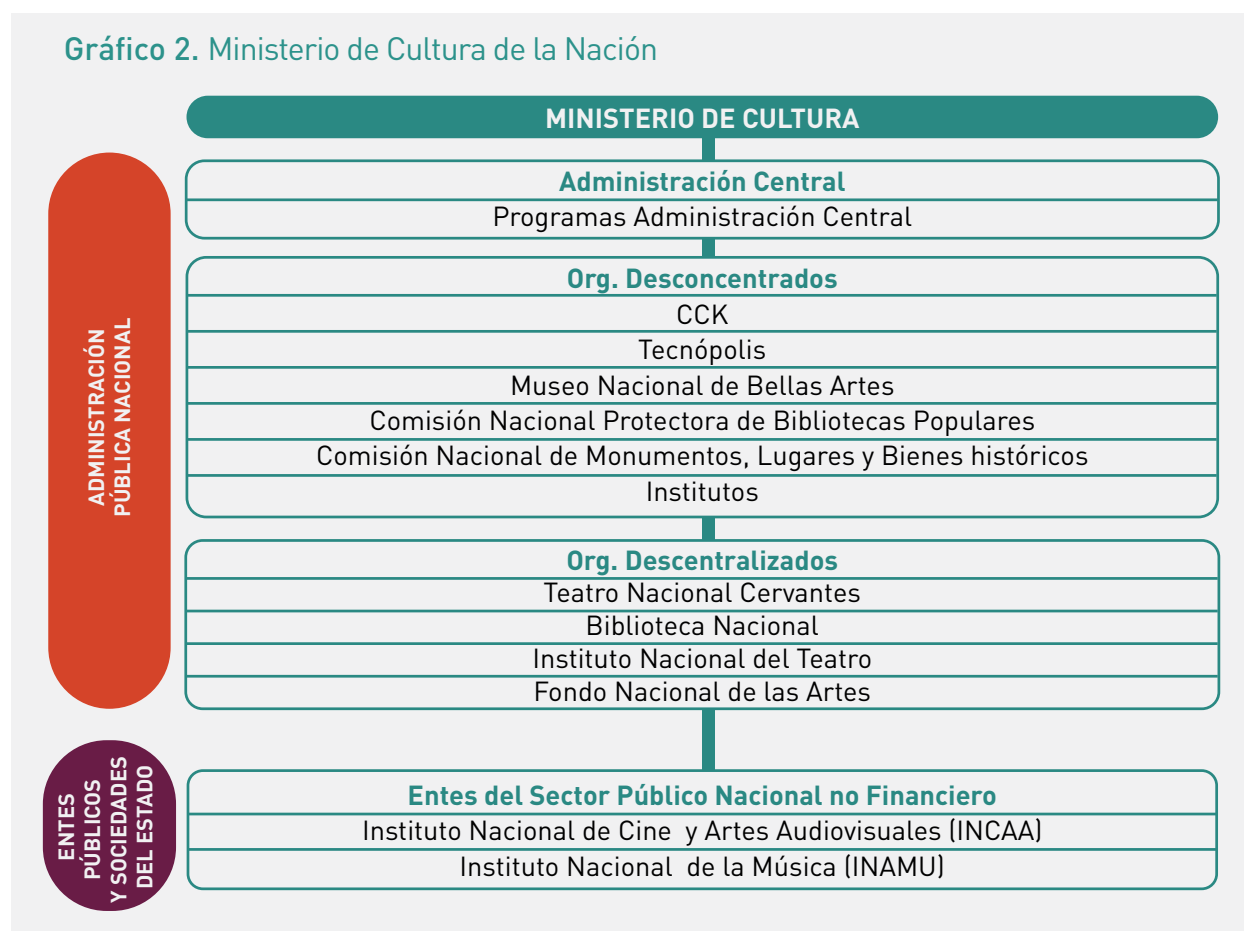 Gráfico 2. Ministerio de Cultura de la Nación
MINISTERIO DE CULTURA
ADMINISTRACIÓN
PÚBLICA NACIONAL
Administración Central
Programas Administración Central
Org. Desconcentrados
CCK
Tecnópolis
Museo Nacional de Bellas Artes
Comisión Nacional Protectora de Bibliotecas Populares
Comisión Nacional de Monumentos, Lugares y Bienes históricos
Institutos
Org. Descentralizados
Teatro Nacional Cervantes
Biblioteca Nacional
Instituto Nacional del Teatro
Fondo Nacional de las Artes
ENTES
PÚBLICOS
Y SOCIEDADES
DEL ESTADO
Entes del Sector Público Nacional no Financiero
Instituto Nacional de Cine y Artes Audiovisuales (INCAA)
Instituto Nacional de la Música (INAMU)